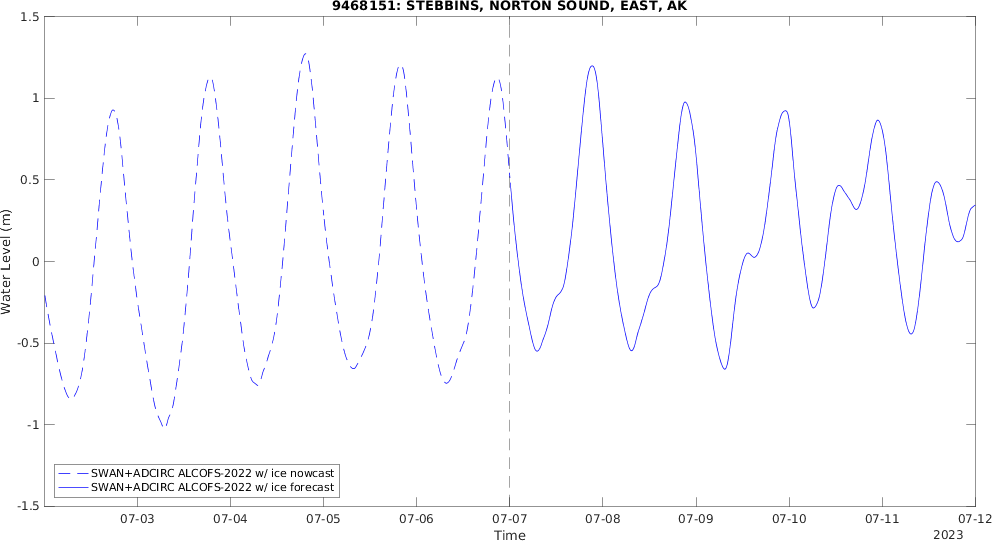 9468151: STEBBINS, NORTON SOUND, EAST, AK
1.5
1
0.5
0
-0.5
-1
-1.5
Water Level (m)
SWAN+ADCIRC ALCOFS-2022 w/ ice nowcast
SWAN+ADCIRC ALCOFS-2022 w/ ice forecast
07-03 07-04 07-05 07-06 07-07 07-08 07-09 07-10 07-11 07-12
Time
2023